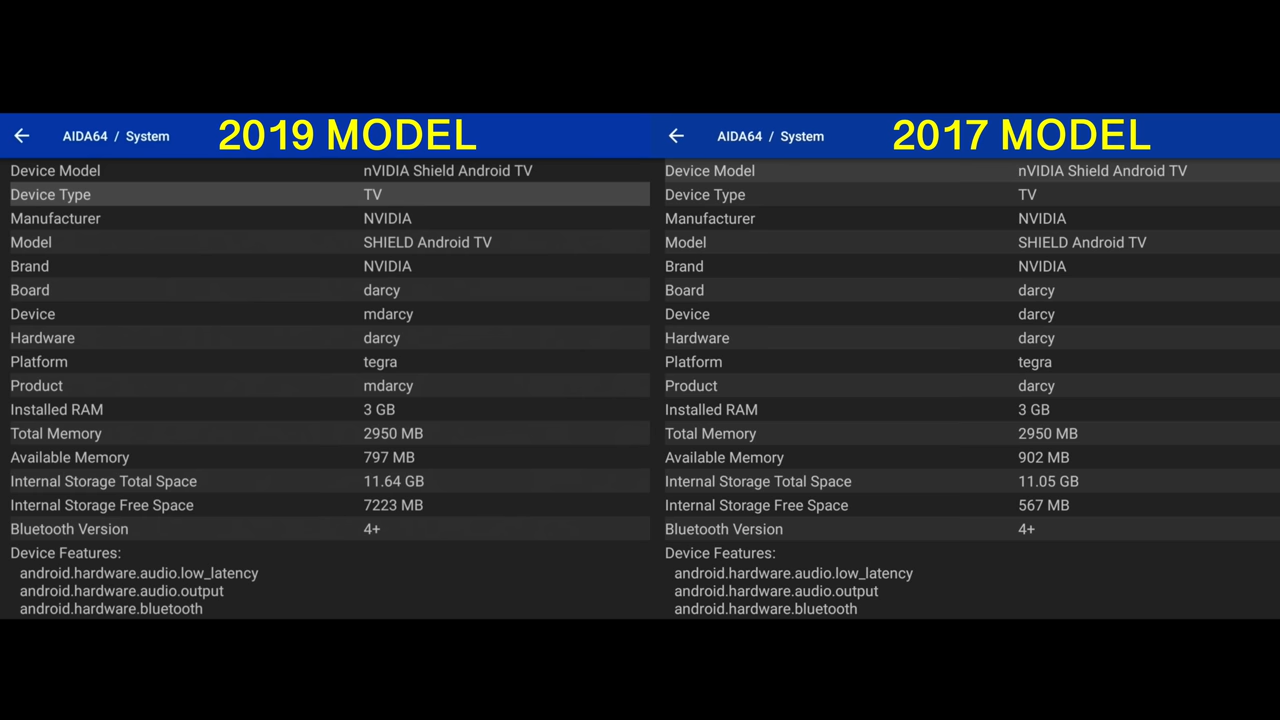 AIDA64 / System 2019 MODEL
Device Model nVIDIA Shield Android TV
Device Type TV
Manufacturer NVIDIA
Model SHIELD Android TV
Brand NVIDIA
Board darcy
Device mdarcy
Hardware darcy
Platform tegra
Product mdarcy
Installed RAM 3 GB
Total Memory 2950 MB
Available Memory 797 MB
Internal Storage Total Space 11.64 GB
Internal Storage Free Space 7223 MB
Bluetooth Version 4+
Device Features:
android.hardware.audio.low_latency
android.hardware.audio.output
android.hardware.bluetooth
AIDA64 / System 2017 MODEL
Device Model nVIDIA Shield Android TV
Device Type TV
Manufacturer NVIDIA
Model SHIELD Android TV
Brand NVIDIA
Board darcy
Device darcy
Hardware darcy
Platform tegra
Product darcy
Installed RAM 3 GB
Total Memory 2950 MB
Available Memory 902 MB
Internal Storage Total Space 11.05 GB
Internal Storage Free Space 567 MB
Bluetooth Version 4+
Device Features:
android.hardware.audio.low_latency
android.hardware.audio.output
android.hardware.bluetooth